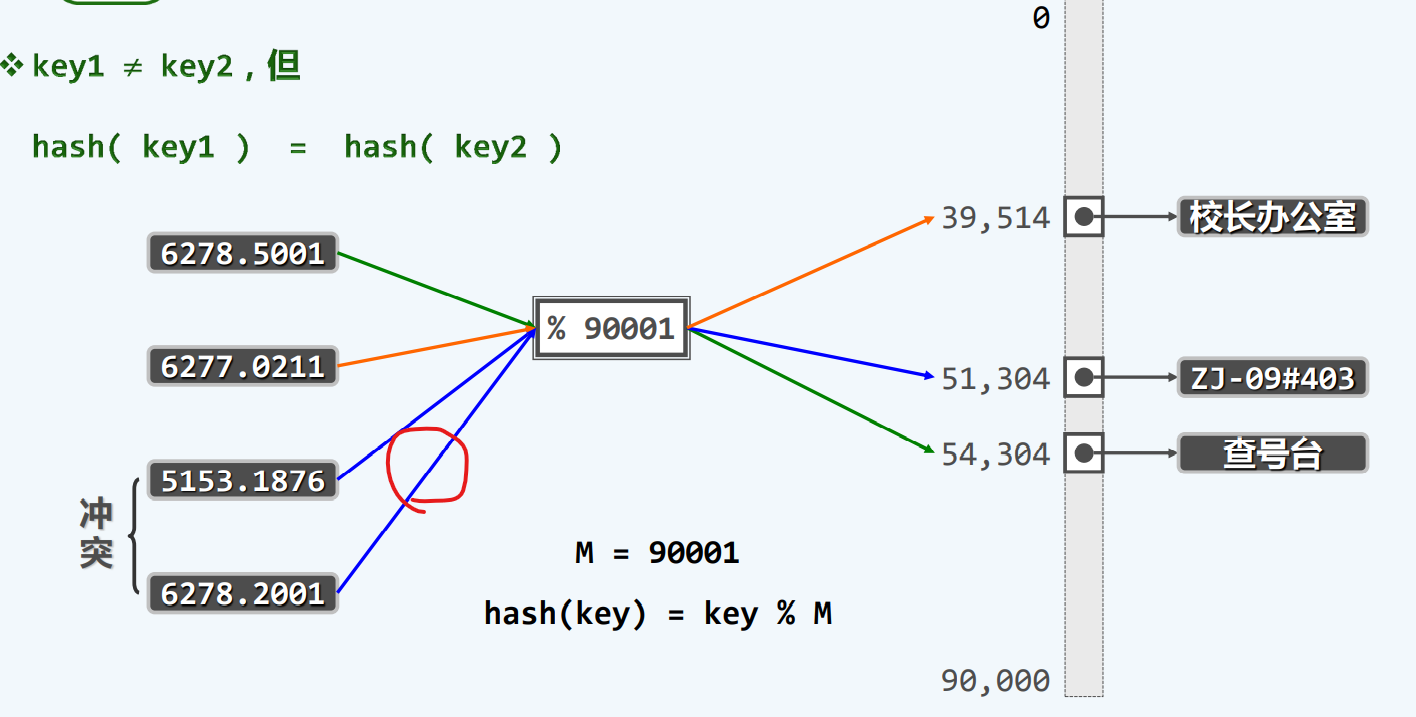 0
❖ key1 ≠ key2，但
hash( key1 ) = hash( key2 )
39,514
校长办公室
6278.5001
% 90001
6277.0211
51,304
ZJ-09#403
54,304
查号台
5153.1876
冲突
6278.2001
M = 90001
hash(key) = key % M
90,000